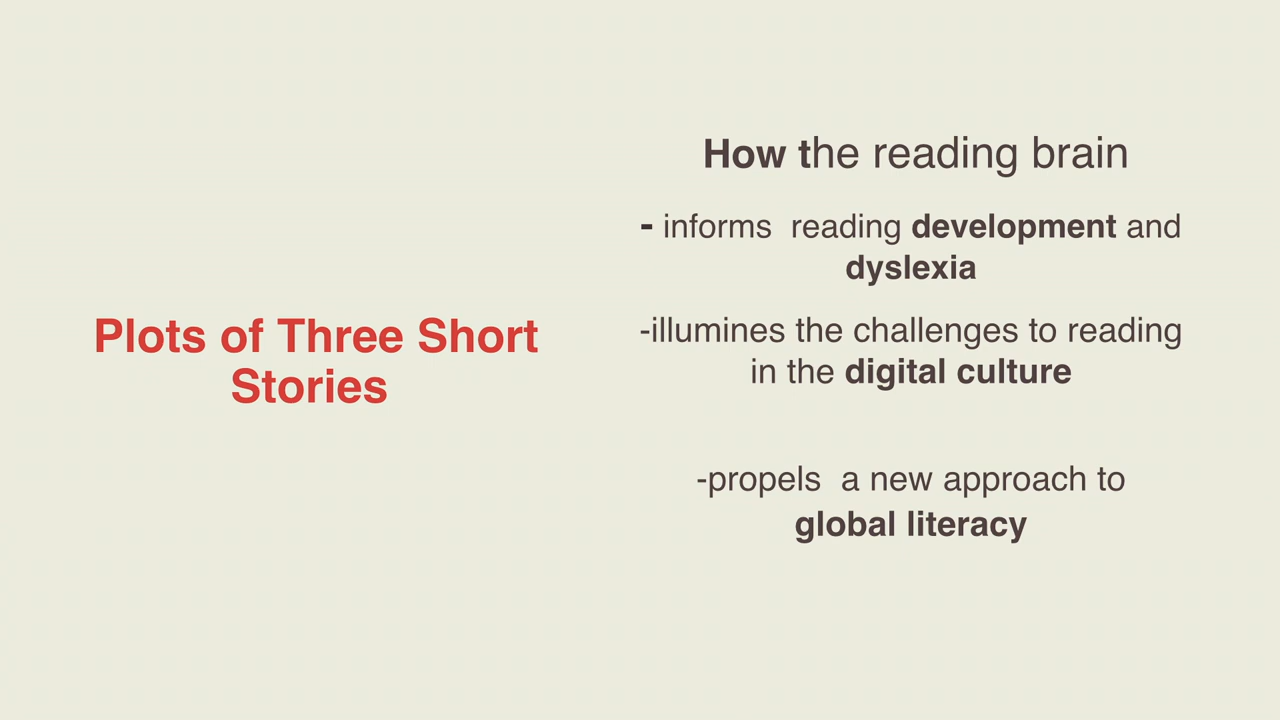 Plots of Three Short
Stories
How the reading brain
- informs  reading development and
dyslexia
-illumines the challenges to reading
in the digital culture
-propels  a new approach to
global literacy